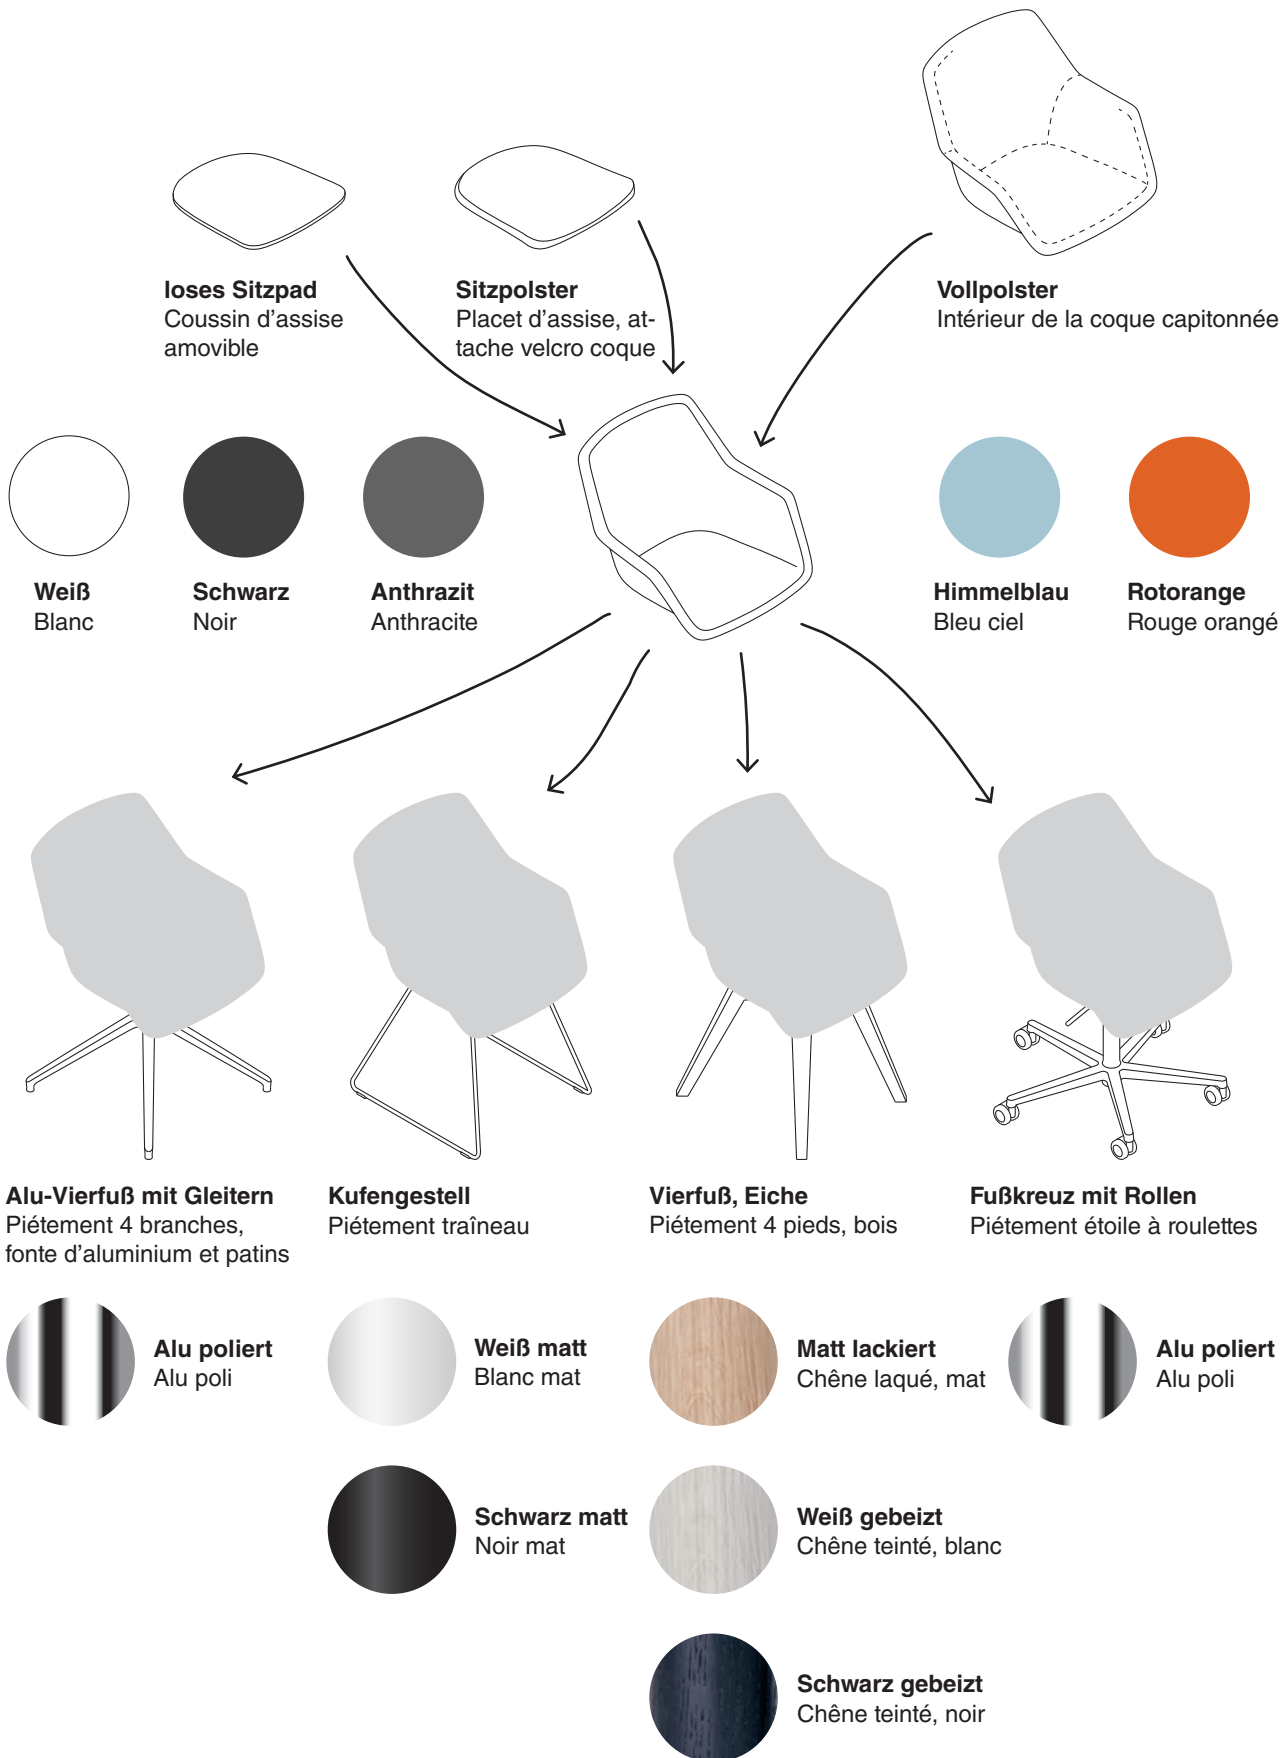 loses Sitzpad
Coussin d’assise
amovible
Sitzpolster
Placet d’assise, at-
tache velcro coque
Vollpolster
Intérieur de la coque capitonnée
Weiß
Blanc
Schwarz
Noir
Anthrazit
Anthracite
Himmelblau
Bleu ciel
Rotorange
Rouge orangé
Alu-Vierfuß mit Gleitern
Piétement 4 branches,
fonte d’aluminium et patins
Kufengestell
Piétement traîneau
Vierfuß, Eiche
Piétement 4 pieds, bois
Fußkreuz mit Rollen
Piétement étoile à roulettes
Alu poliert
Alu poli
Weiß matt
Blanc mat
Matt lackiert
Chêne laqué, mat
Alu poliert
Alu poli
Schwarz matt
Noir mat
Weiß gebeizt
Chêne teinté, blanc
Schwarz gebeizt
Chêne teinté, noir